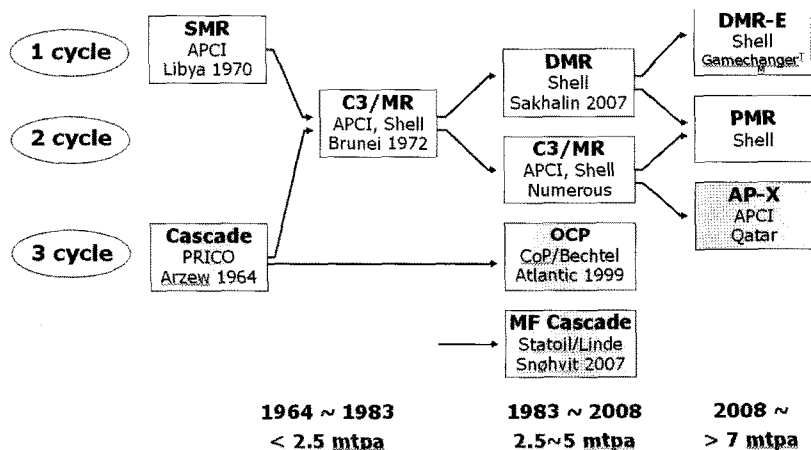 1 cycle
2 cycle
3 cycle
SMR
APCI
Libya 1970
Cascade
PRICO
Arzew 1964
C3/MR
APCI, Shell
Brunei 1972
DMR
Shell
Sakhalin 2007
C3/MR
APCI, Shell
Numerous
OCP
CoP/Bechtel
Atlantic 1999
MF Cascade
Statoil/Linde
Snøhvit 2007
DMR-E
Shell
Gamechanger TM
PMR
Shell
AP-X
APCI
Qatar
1964 ~ 1983
< 2.5 mtpa
1983 ~ 2008
2.5~5 mtpa
2008 ~
> 7 mtpa